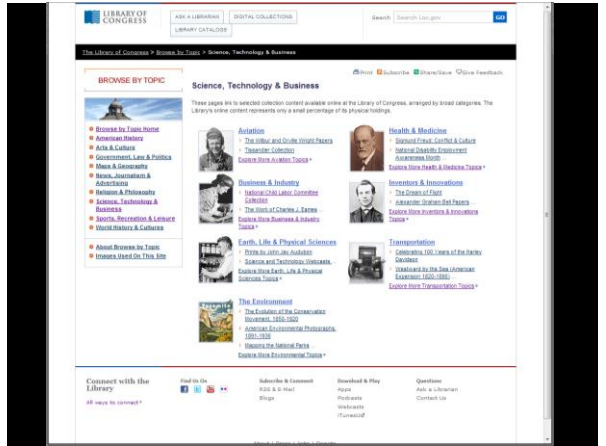 LIBRARY OF
CONGRESS
ASK A LIBRARIAN
DIGITAL COLLECTIONS
LIBRARY CATALOGS
Search
Search Loc.gov
GO
The Library of Congress > Browse by Topic > Science, Technology & Business
Print Subscribe Share/Save Give Feedback
BROWSE BY TOPIC
Browse by Topic Home
American History
Arts & Culture
Government, Law & Politics
Maps & Geography
News, Journalism &
Advertising
Religion & Philosophy
Science, Technology &
Business
Sports, Recreation & Leisure
World History & Cultures
About Browse by Topic
Images Used On This Site
Science, Technology & Business
These pages link to selected collection content available online at the Library of Congress, arranged by broad categories. The
Library's online content represents only a small percentage of its physical holdings.
Aviation
The Wilbur and Orville Wright Papers
Tissandier Collection
Explore More Aviation Topics
Health & Medicine
Sigmund Freud: Conflict & Culture
National Disability Employment
Awareness Month ...
Explore More Health & Medicine Topics
Business & Industry
National Child Labor Committee
Collection
The Work of Charles J. Eames ...
Explore More Business & Industry
Topics
Inventors & Innovations
The Dream of Flight
Alexander Graham Bell Papers ...
Explore More Inventors & Innovations
Topics
Earth, Life & Physical Sciences
Prints by John Jay Audubon
Science and Technology Webcasts...
Explore More Earth, Life & Physical
Sciences Topics
Transportation
Celebrating 100 Years of the Harley
Davidson
Westward by the Sea (American
Expansion 1820-1890) ...
Explore More Transportation Topics
The Environment
The Evolution of the Conservation
Movement, 1850-1920
American Environmental Photographs,
1891-1936
Mapping the National Parks ...
Explore More Environmental Topics
Connect with the
Library
All ways to connect
Find Us On
Subscribe & Comment
RSS & E-Mail
Blogs
Download & Play
Apps
Podcasts
Webcasts
iTunesU
Questions
Ask a Librarian
Contact Us
About | Press | Jobs | Donate